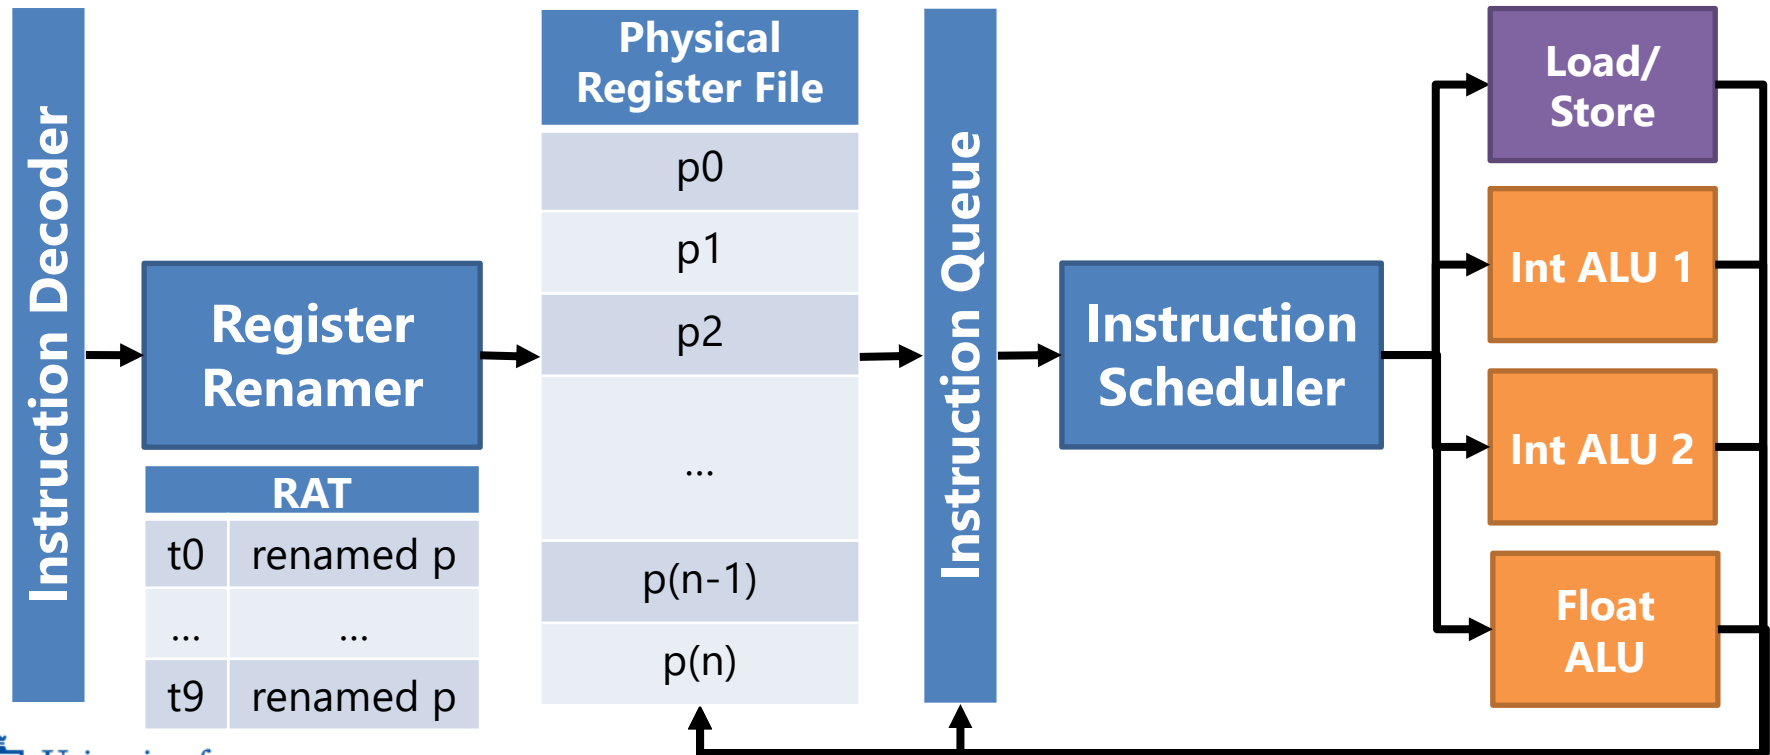 Instruction Decoder
Register
Renamer
RAT
t0 renamed p
... ...
t9 renamed p
Physical
Register File
p0
p1
p2
...
p(n-1)
p(n)
Instruction Queue
Instruction
Scheduler
Load/
Store
Int ALU 1
Int ALU 2
Float
ALU